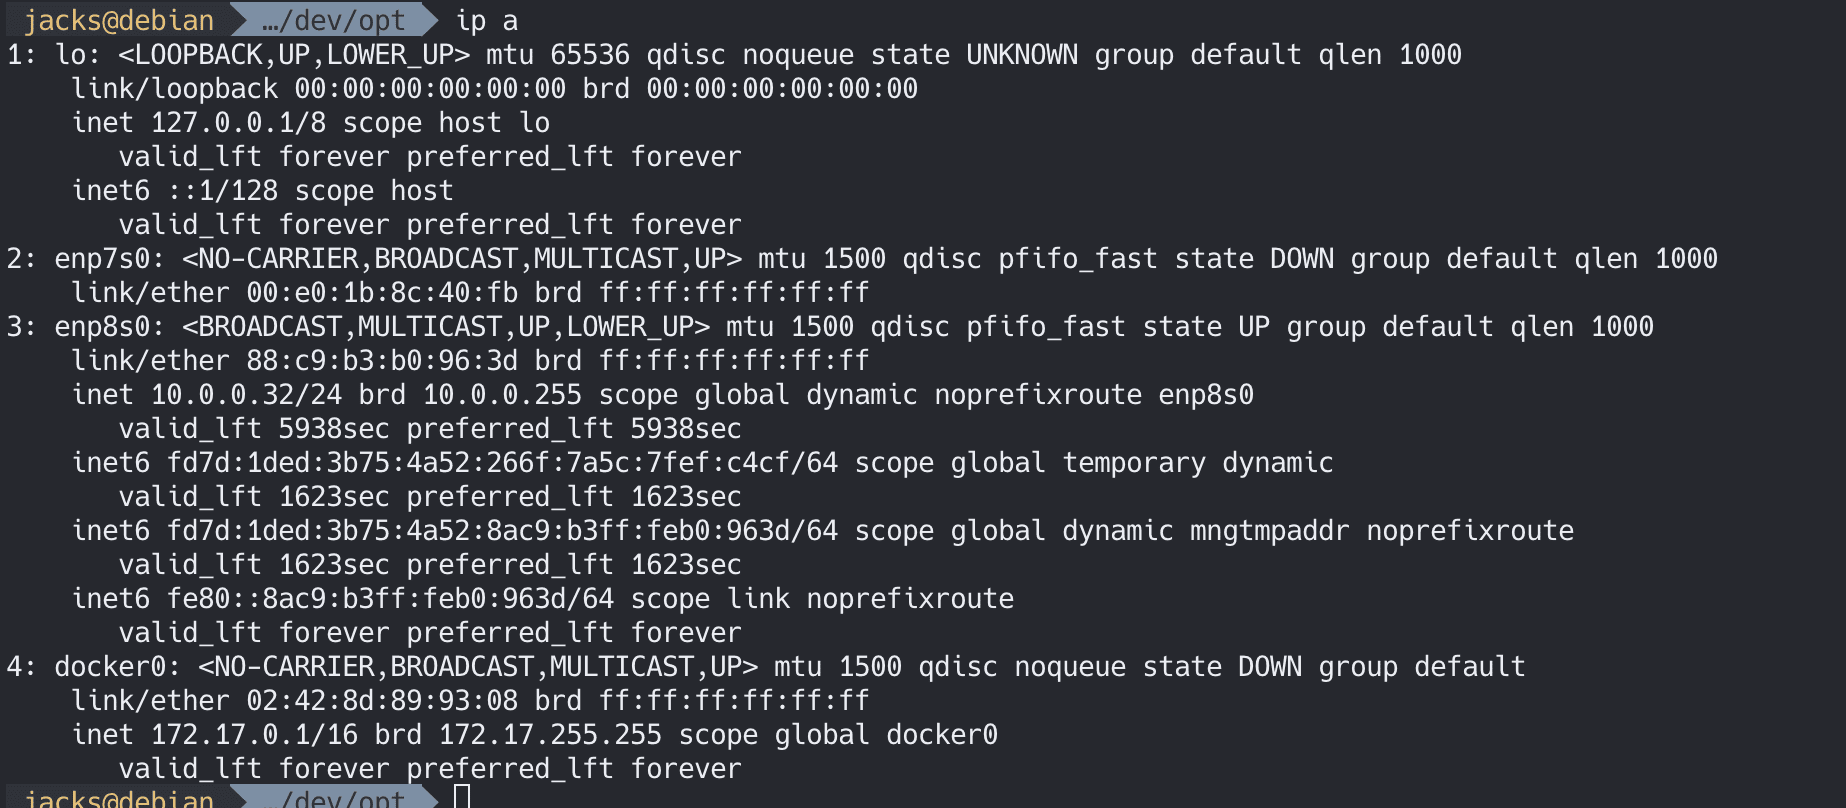 jacks@debian …/dev/opt ip a
1: lo: <LOOPBACK,UP,LOWER_UP> mtu 65536 qdisc noqueue state UNKNOWN group default qlen 1000
    link/loopback 00:00:00:00:00:00 brd 00:00:00:00:00:00
    inet 127.0.0.1/8 scope host lo
       valid_lft forever preferred_lft forever
    inet6 ::1/128 scope host
       valid_lft forever preferred_lft forever
2: enp7s0: <NO-CARRIER,BROADCAST,MULTICAST,UP> mtu 1500 qdisc pfifo_fast state DOWN group default qlen 1000
    link/ether 00:e0:1b:8c:40:fb brd ff:ff:ff:ff:ff:ff
3: enp8s0: <BROADCAST,MULTICAST,UP,LOWER_UP> mtu 1500 qdisc pfifo_fast state UP group default qlen 1000
    link/ether 88:c9:b3:b0:96:3d brd ff:ff:ff:ff:ff:ff
    inet 10.0.0.32/24 brd 10.0.0.255 scope global dynamic noprefixroute enp8s0
       valid_lft 5938sec preferred_lft 5938sec
    inet6 fd7d:1ded:3b75:4a52:266f:7a5c:7fef:c4cf/64 scope global temporary dynamic
       valid_lft 1623sec preferred_lft 1623sec
    inet6 fd7d:1ded:3b75:4a52:8ac9:b3ff:feb0:963d/64 scope global dynamic mngtmpaddr noprefixroute
       valid_lft 1623sec preferred_lft 1623sec
    inet6 fe80::8ac9:b3ff:feb0:963d/64 scope link noprefixroute
       valid_lft forever preferred_lft forever
4: docker0: <NO-CARRIER,BROADCAST,MULTICAST,UP> mtu 1500 qdisc noqueue state DOWN group default
    link/ether 02:42:8d:89:93:08 brd ff:ff:ff:ff:ff:ff
    inet 172.17.0.1/16 brd 172.17.255.255 scope global docker0
       valid_lft forever preferred_lft forever
jacks@debian …/dev/opt